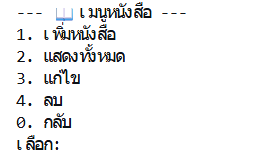 --- 📖 เมนูหนังสือ ---
1. เพิ่มหนังสือ
2. แสดงทั้งหมด
3. แก้ไข
4. ลบ
0. กลับ
เลือก: